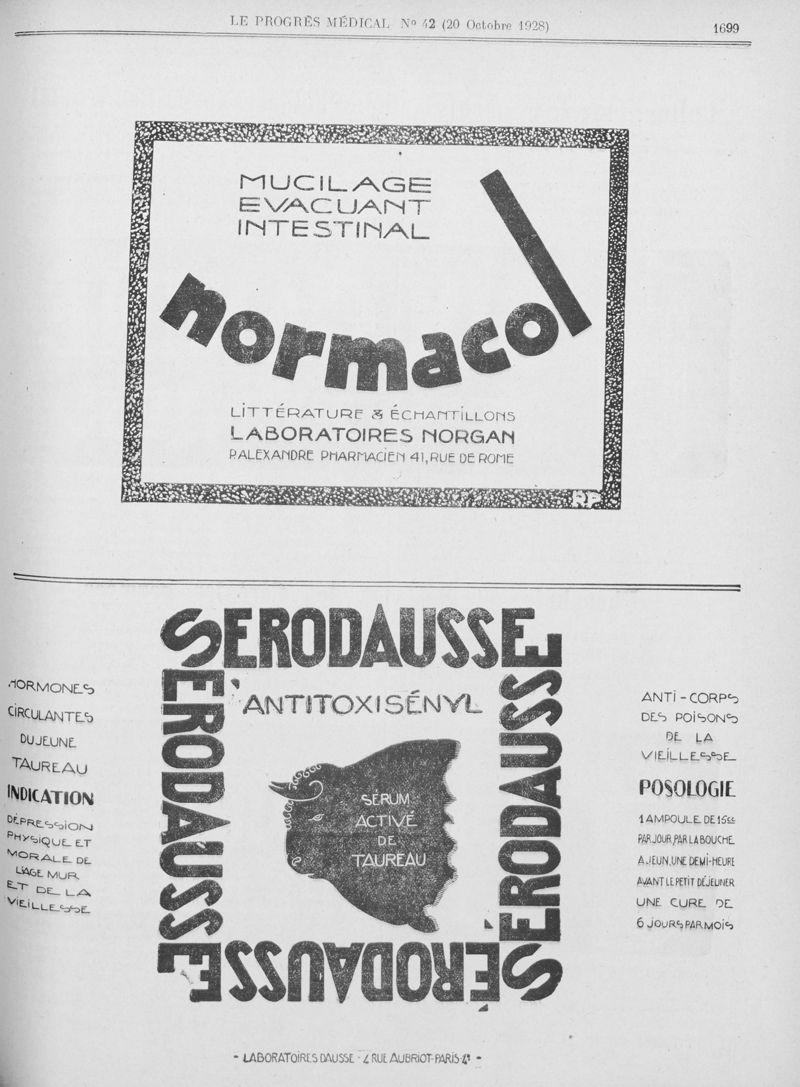 LE PROGRÈS MÉDICAL Nº 42 (20 Octobre 1928)
1699
MUCILAGE
EVACUANT
INTESTINAL
normacol
LITTÉRATURE & ÉCHANTILLONS
LABORATOIRES NORGAN
P. ALEXANDRE PHARMACIEN 41, RUE DE ROME
RP
SERODAUSSE
SERODAUSSE
SERODAUSSE
SÉRODAUSSE
ANTITOXISÉNYL
SERUM
ACTIVÉ
DE
TAUREAU
HORMONES
CIRCULANTES
DU JEUNE
TAUREAU
INDICATION
DÉPRESSION
PHYSIQUE ET
MORALE DE
L'AGE MUR
ET DE LA
VIEILLESSE
ANTI-CORPS
DES POISONS
DE LA
VIEILLESSE
POSOLOGIE
1 AMPOULE DE 15cc
PAR JOUR, PAR LA BOUCHE
A JEUN, UNE DEMI-HEURE
AVANT LE PETIT DÉJEUNER
UNE CURE DE
6 JOURS PAR MOIS
- LABORATOIRES DAUSSE - 4 RUE AUBRIOT-PARIS-4e -